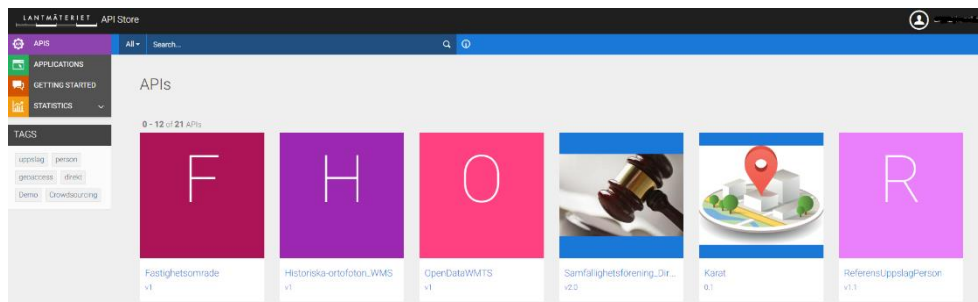 LANTMÄTERIET API Store
APIS
All Search...
APPLICATIONS
GETTING STARTED
STATISTICS
APIs
0 - 12 of 21 APIs
TAGS
uppslag person
geoaccess direkt
Demo Crowdsourcing
F H O R
Fastighetsomrade
v1
Historiska-ortofoton_WMS
v1
OpenDataWMTS
v1
Samfällighetsförening_Dir...
v2.0
Karat
0.1
ReferensUppslagPerson
v1.1